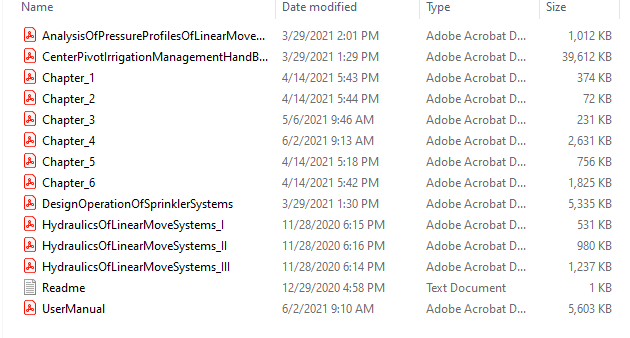 Name Date modified Type Size
AnalysisOfPressureProfilesOfLinearMove... 3/29/2021 2:01 PM Adobe Acrobat D... 1,012 KB
CenterPivotIrrigationManagementHandB... 3/29/2021 1:29 PM Adobe Acrobat D... 39,612 KB
Chapter_1 4/14/2021 5:43 PM Adobe Acrobat D... 374 KB
Chapter_2 4/14/2021 5:44 PM Adobe Acrobat D... 72 KB
Chapter_3 5/6/2021 9:46 AM Adobe Acrobat D... 231 KB
Chapter_4 6/2/2021 9:13 AM Adobe Acrobat D... 2,631 KB
Chapter_5 4/14/2021 5:18 PM Adobe Acrobat D... 756 KB
Chapter_6 4/14/2021 5:42 PM Adobe Acrobat D... 1,825 KB
DesignOperationOfSprinklerSystems 3/29/2021 1:30 PM Adobe Acrobat D... 5,335 KB
HydraulicsOfLinearMoveSystems_I 11/28/2020 6:15 PM Adobe Acrobat D... 531 KB
HydraulicsOfLinearMoveSystems_II 11/28/2020 6:16 PM Adobe Acrobat D... 980 KB
HydraulicsOfLinearMoveSystems_III 11/28/2020 6:14 PM Adobe Acrobat D... 1,237 KB
Readme 12/29/2020 4:58 PM Text Document 1 KB
UserManual 6/2/2021 9:10 AM Adobe Acrobat D... 5,603 KB